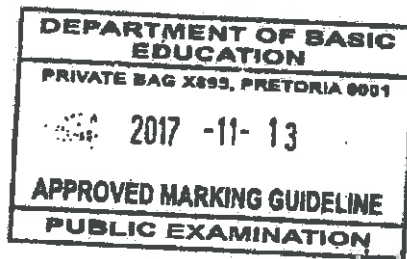 DEPARTMENT OF BASIC
EDUCATION
PRIVATE BAG X895, PRETORIA 0001
2017 -11- 13
APPROVED MARKING GUIDELINE
PUBLIC EXAMINATION